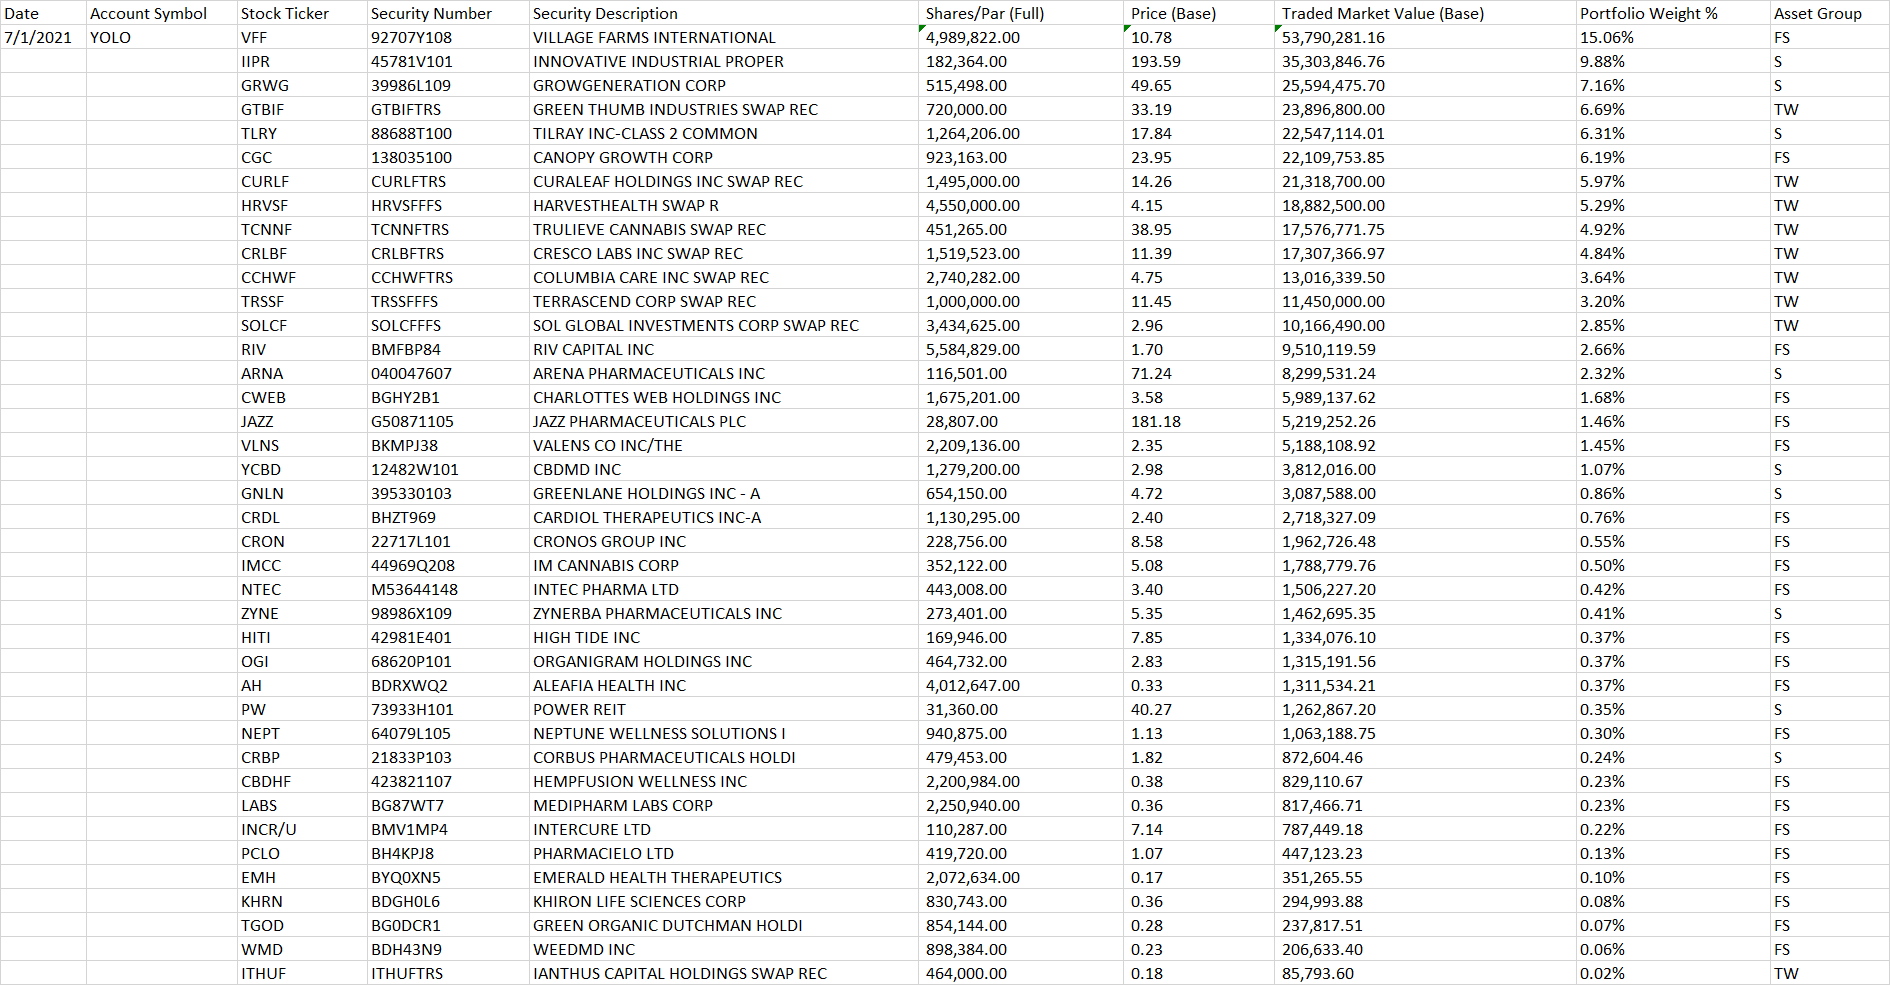 Date Account Symbol Stock Ticker Security Number Security Description Shares/Par (Full) Price (Base) Traded Market Value (Base) Portfolio Weight % Asset Group
7/1/2021 YOLO VFF 92707Y108 VILLAGE FARMS INTERNATIONAL 4,989,822.00 10.78 53,790,281.16 15.06% FS
IIPR 45781V101 INNOVATIVE INDUSTRIAL PROPER 182,364.00 193.59 35,303,846.76 9.88% S
GRWG 39986L109 GROWGENERATION CORP 515,498.00 49.65 25,594,475.70 7.16% S
GTBIF GTBIFTRS GREEN THUMB INDUSTRIES SWAP REC 720,000.00 33.19 23,896,800.00 6.69% TW
TLRY 88688T100 TILRAY INC-CLASS 2 COMMON 1,264,206.00 17.84 22,547,114.01 6.31% S
CGC 138035100 CANOPY GROWTH CORP 923,163.00 23.95 22,109,753.85 6.19% FS
CURLF CURLFTRS CURALEAF HOLDINGS INC SWAP REC 1,495,000.00 14.26 21,318,700.00 5.97% TW
HRVSF HRVSFFFS HARVESTHEALTH SWAP R 4,550,000.00 4.15 18,882,500.00 5.29% TW
TCNNF TCNNFTRS TRULIEVE CANNABIS SWAP REC 451,265.00 38.95 17,576,771.75 4.92% TW
CRLBF CRLBFTRS CRESCO LABS INC SWAP REC 1,519,523.00 11.39 17,307,366.97 4.84% TW
CCHWF CCHWFTRS COLUMBIA CARE INC SWAP REC 2,740,282.00 4.75 13,016,339.50 3.64% TW
TRSSF TRSSFFFS TERRASCEND CORP SWAP REC 1,000,000.00 11.45 11,450,000.00 3.20% TW
SOLCF SOLCFFFS SOL GLOBAL INVESTMENTS CORP SWAP REC 3,434,625.00 2.96 10,166,490.00 2.85% TW
RIV BMFBP84 RIV CAPITAL INC 5,584,829.00 1.70 9,510,119.59 2.66% FS
ARNA 040047607 ARENA PHARMACEUTICALS INC 116,501.00 71.24 8,299,531.24 2.32% S
CWEB BGHY2B1 CHARLOTTES WEB HOLDINGS INC 1,675,201.00 3.58 5,989,137.62 1.68% FS
JAZZ G50871105 JAZZ PHARMACEUTICALS PLC 28,807.00 181.18 5,219,252.26 1.46% FS
VLNS BKMPJ38 VALENS CO INC/THE 2,209,136.00 2.35 5,188,108.92 1.45% FS
YCBD 12482W101 CBDMD INC 1,279,200.00 2.98 3,812,016.00 1.07% S
GNLN 395330103 GREENLANE HOLDINGS INC - A 654,150.00 4.72 3,087,588.00 0.86% S
CRDL BHZT969 CARDIOL THERAPEUTICS INC-A 1,130,295.00 2.40 2,718,327.09 0.76% FS
CRON 22717L101 CRONOS GROUP INC 228,756.00 8.58 1,962,726.48 0.55% FS
IMCC 44969Q208 IM CANNABIS CORP 352,122.00 5.08 1,788,779.76 0.50% FS
NTEC M53644148 INTEC PHARMA LTD 443,008.00 3.40 1,506,227.20 0.42% FS
ZYNE 98986X109 ZYNERBA PHARMACEUTICALS INC 273,401.00 5.35 1,462,695.35 0.41% S
HITI 42981E401 HIGH TIDE INC 169,946.00 7.85 1,334,076.10 0.37% FS
OGI 68620P101 ORGANIGRAM HOLDINGS INC 464,732.00 2.83 1,315,191.56 0.37% FS
AH BDRXWQ2 ALEAFIA HEALTH INC 4,012,647.00 0.33 1,311,534.21 0.37% FS
PW 73933H101 POWER REIT 31,360.00 40.27 1,262,867.20 0.35% S
NEPT 64079L105 NEPTUNE WELLNESS SOLUTIONS I 940,875.00 1.13 1,063,188.75 0.30% FS
CRBP 21833P103 CORBUS PHARMACEUTICALS HOLDI 479,453.00 1.82 872,604.46 0.24% S
CBDHF 423821107 HEMPFUSION WELLNESS INC 2,200,984.00 0.38 829,110.67 0.23% FS
LABS BG87WT7 MEDIPHARM LABS CORP 2,250,940.00 0.36 817,466.71 0.23% FS
INCR/U BMV1MP4 INTERCURE LTD 110,287.00 7.14 787,449.18 0.22% FS
PCLO BH4KPJ8 PHARMACIELO LTD 419,720.00 1.07 447,123.23 0.13% FS
EMH BYQ0XN5 EMERALD HEALTH THERAPEUTICS 2,072,634.00 0.17 351,265.55 0.10% FS
KHRN BDGH0L6 KHIRON LIFE SCIENCES CORP 830,743.00 0.36 294,993.88 0.08% FS
TGOD BG0DCR1 GREEN ORGANIC DUTCHMAN HOLDI 854,144.00 0.28 237,817.51 0.07% FS
WMD BDH43N9 WEEDMD INC 898,384.00 0.23 206,633.40 0.06% FS
ITHUF ITHUFTRS IANTHUS CAPITAL HOLDINGS SWAP REC 464,000.00 0.18 85,793.60 0.02% TW